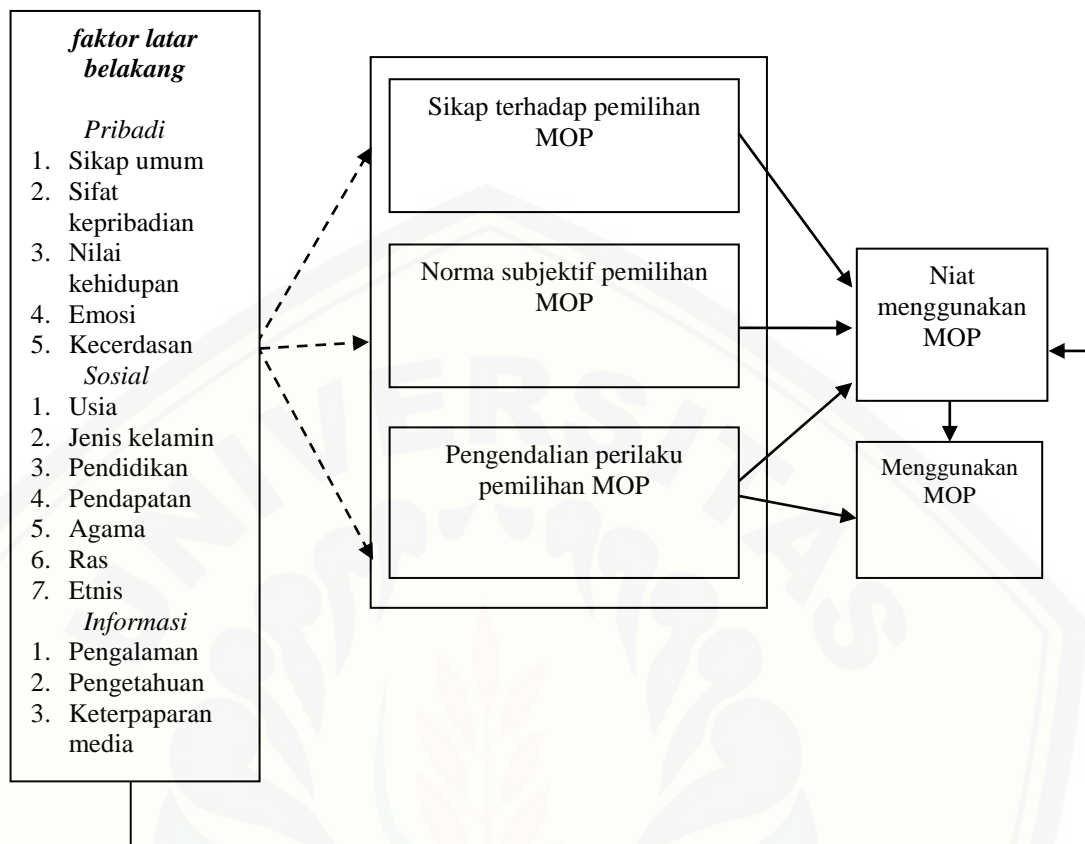 faktor latar
belakang
Pribadi
1. Sikap umum
2. Sifat
kepribadian
3. Nilai
kehidupan
4. Emosi
5. Kecerdasan
Sosial
1. Usia
2. Jenis kelamin
3. Pendidikan
4. Pendapatan
5. Agama
6. Ras
7. Etnis
Informasi
1. Pengalaman
2. Pengetahuan
3. Keterpaparan
media
Sikap terhadap pemilihan
MOP
Norma subjektif pemilihan
MOP
Pengendalian perilaku
pemilihan MOP
Niat
menggunakan
MOP
Menggunakan
MOP
UNIVERSITAS